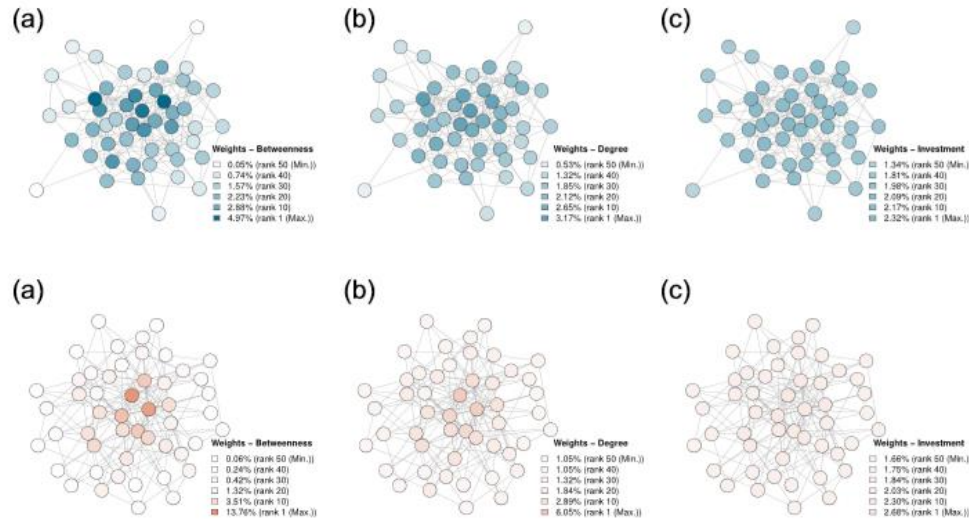 (a)
(b)
(c)
Weights – Betweenness
0.05% (rank 50 (Min.))
0.74% (rank 40)
1.57% (rank 30)
2.23% (rank 20)
2.88% (rank 10)
4.97% (rank 1 (Max.))
Weights – Degree
0.53% (rank 50 (Min.))
1.32% (rank 40)
1.85% (rank 30)
2.12% (rank 20)
2.65% (rank 10)
3.17% (rank 1 (Max.))
Weights – Investment
1.34% (rank 50 (Min.))
1.81% (rank 40)
1.98% (rank 30)
2.09% (rank 20)
2.17% (rank 10)
2.32% (rank 1 (Max.))
(a)
(b)
(c)
Weights – Betweenness
0.06% (rank 50 (Min.))
0.24% (rank 40)
0.42% (rank 30)
1.32% (rank 20)
3.51% (rank 10)
13.76% (rank 1 (Max.))
Weights – Degree
1.05% (rank 50 (Min.))
1.05% (rank 40)
1.32% (rank 30)
1.84% (rank 20)
2.89% (rank 10)
6.05% (rank 1 (Max.))
Weights – Investment
1.66% (rank 50 (Min.))
1.75% (rank 40)
1.84% (rank 30)
2.03% (rank 20)
2.30% (rank 10)
2.68% (rank 1 (Max.))